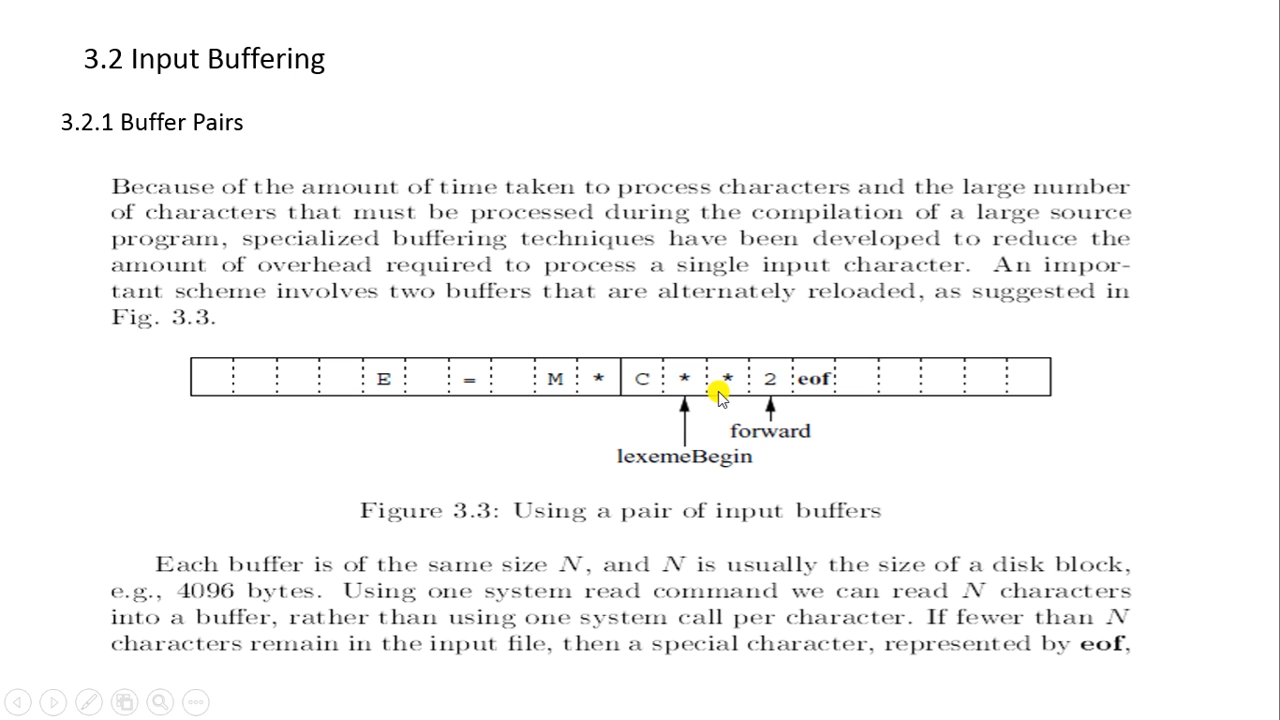 3.2 Input Buffering
3.2.1 Buffer Pairs
Because of the amount of time taken to process characters and the large number
of characters that must be processed during the compilation of a large source
program, specialized buffering techniques have been developed to reduce the
amount of overhead required to process a single input character. An impor-
tant scheme involves two buffers that are alternately reloaded, as suggested in
Fig. 3.3.
E = M * C * * 2 eof
forward
lexemeBegin
Figure 3.3: Using a pair of input buffers
Each buffer is of the same size N, and N is usually the size of a disk block,
e.g., 4096 bytes. Using one system read command we can read N characters
into a buffer, rather than using one system call per character. If fewer than N
characters remain in the input file, then a special character, represented by eof,